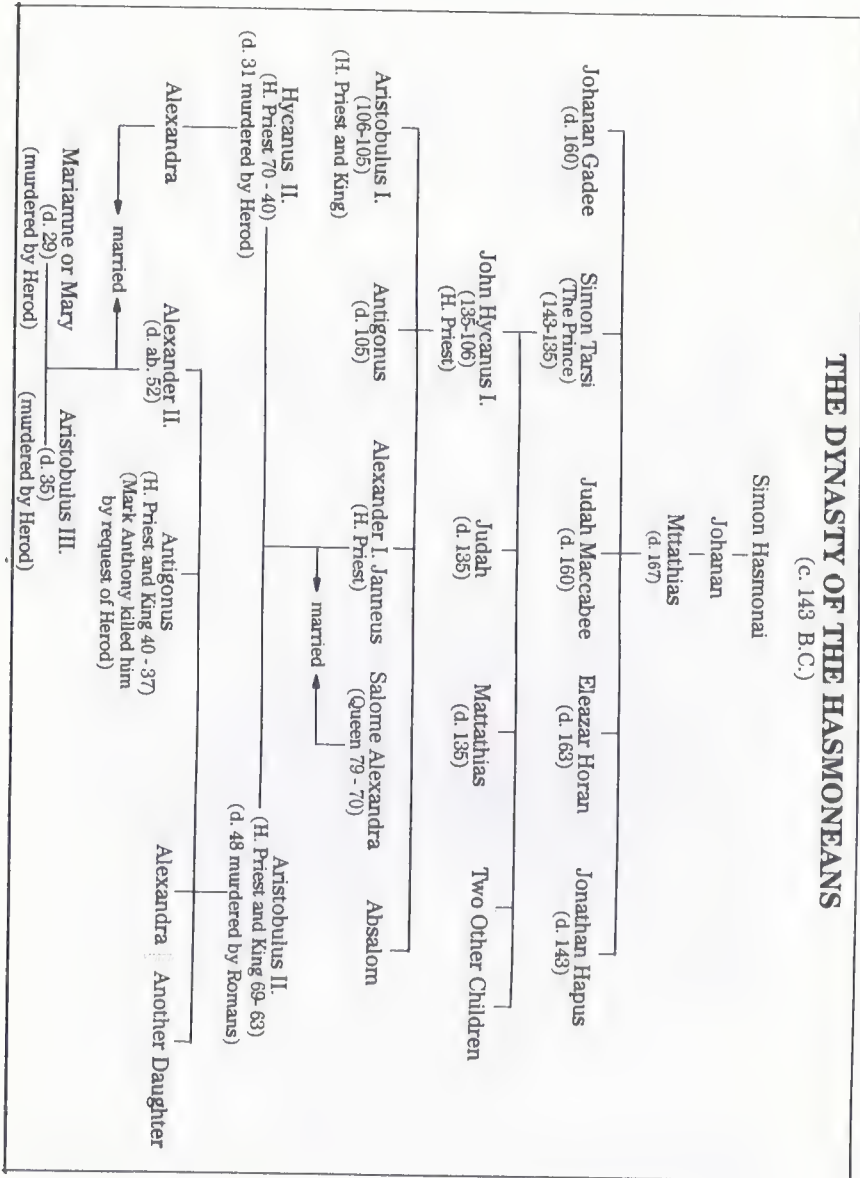 THE DYNASTY OF THE HASMONEANS
(c. 143 B.C.)
Simon Hasmonai
Johanan
Mttathias
(d. 167)
Johanan Gadee
(d. 160)
Simon Tarsi
(The Prince)
(143-135)
Judah Maccabee
(d. 160)
Eleazar Horan
(d. 163)
Jonathan Hapus
(d. 143)
John Hycanus I.
(135-106)
(H. Priest)
Judah
(d. 135)
Mattathias
(d. 135)
Two Other Children
Aristobulus I.
(106-105)
(H. Priest and King)
Antigonus
(d. 105)
Alexander I. Janneus
(H. Priest)
married
Salome Alexandra
(Queen 79 - 70)
Absalom
Hycanus II.
(H. Priest 70 - 40)
(d. 31 murdered by Herod)
Aristobulus II.
(H. Priest and King 69- 63)
(d. 48 murdered by Romans)
Alexandra
married
Alexander II.
(d. ab. 52)
Antigonus
(H. Priest and King 40 - 37)
(Mark Anthony killed him
by request of Herod)
Alexandra
Another Daughter
Mariamne or Mary
(d. 29)
(murdered by Herod)
Aristobulus III.
(d. 35)
(murdered by Herod)